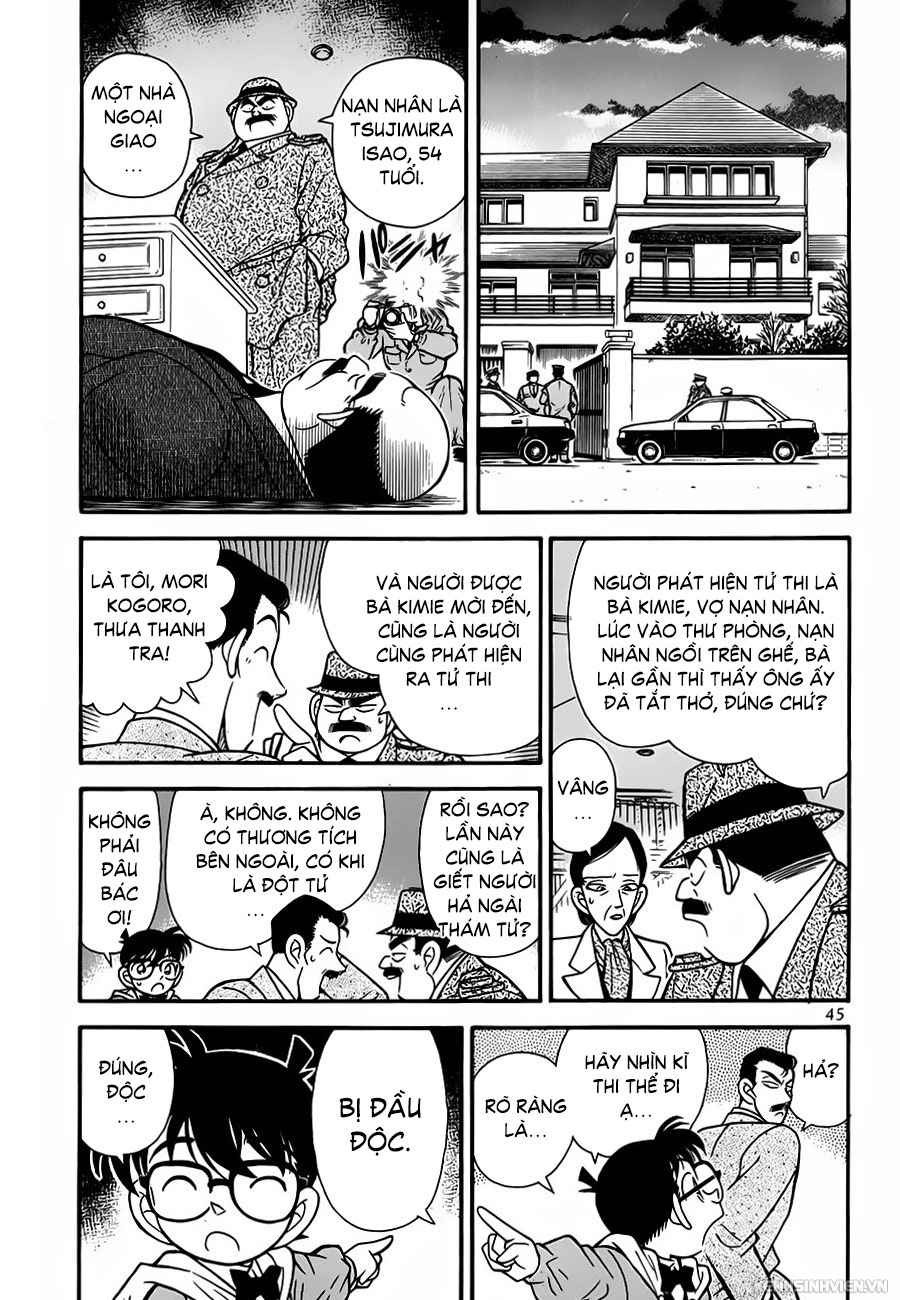 NẠN NHÂN LÀ
TSUJIMURA
ISAO, 54
TUỔI.
MỘT NHÀ
NGOẠI
GIAO
...
パシャ
NGƯỜI PHÁT HIỆN TỬ THI LÀ
BÀ KIMIE, VỢ NẠN NHÂN.
LÚC VÀO THƯ PHÒNG, NẠN
NHÂN NGỒI TRÊN GHẾ, BÀ
LẠI GẦN THÌ THẤY ÔNG ẤY
ĐÃ TẮT THỞ, ĐÚNG CHỨ?
VÂNG
...
VÀ NGƯỜI ĐƯỢC
BÀ KIMIE MỜI ĐẾN,
CŨNG LÀ NGƯỜI
CÙNG PHÁT HIỆN
RA TỬ THI
...
LÀ TÔI, MORI
KOGORO,
THƯA THANH
TRA!
RỒI SAO?
LẦN NÀY
CŨNG LÀ
GIẾT NGƯỜI
HẢ NGÀI
THÁM TỬ?
À, KHÔNG. KHÔNG
CÓ THƯƠNG TÍCH
BÊN NGOÀI, CÓ KHI
LÀ ĐỘT TỬ
...
KHÔNG
PHẢI
ĐÂU
BÁC
ƠI!
45
HẢ?
HÃY NHÌN KĨ
THI THỂ ĐI
Ạ...
RÕ RÀNG
LÀ...
BỊ ĐẦU
ĐỘC.
ĐÚNG,
ĐỘC
...
KENHSINHVIEN.VN